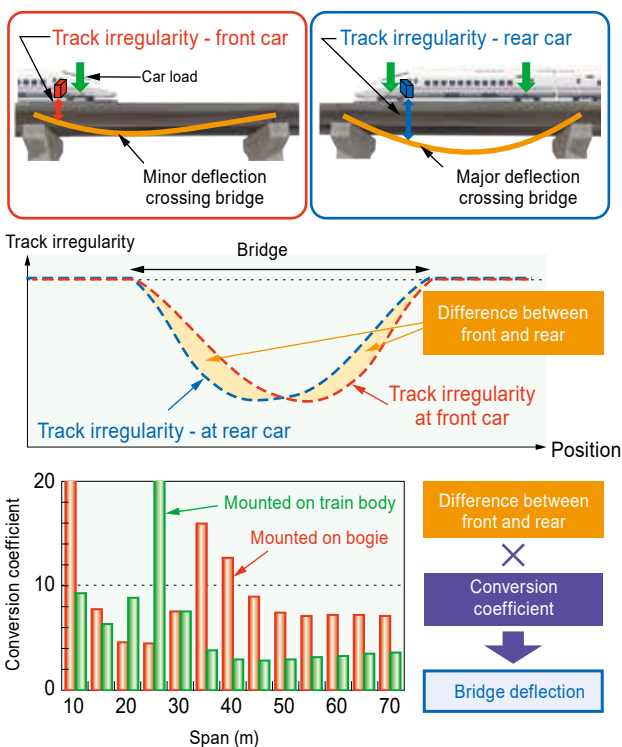 Track irregularity - front car
Car load
Minor deflection
crossing bridge
Track irregularity - rear car
Major deflection
crossing bridge
Track irregularity
Bridge
Difference between
front and rear
Track irregularity
at front car
Track irregularity - at rear car
Position
Conversion coefficient
20
10
0
Mounted on train body
Mounted on bogie
10 20 30 40 50 60 70
Span (m)
Difference between
front and rear
×
Conversion
coefficient
Bridge deflection